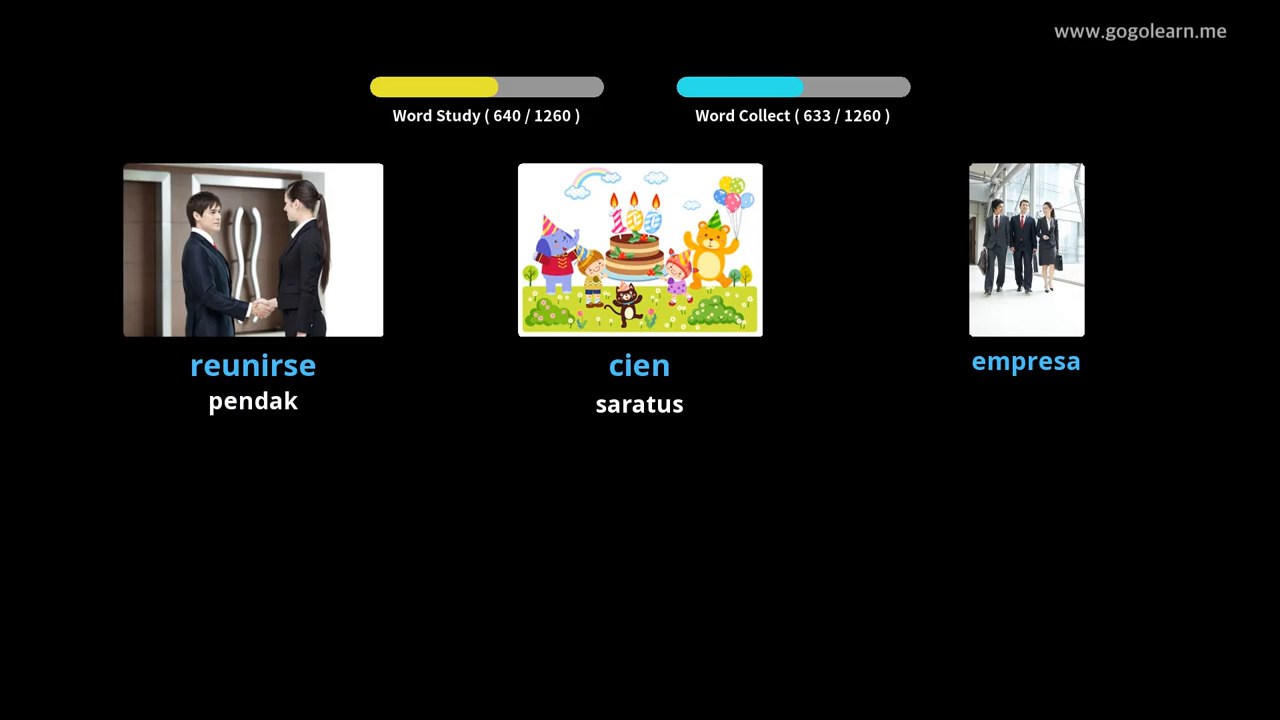 www.gogolearn.me
Word Study ( 640 / 1260 )
Word Collect ( 633 / 1260 )
reunirse
pendak
cien
saratus
empresa